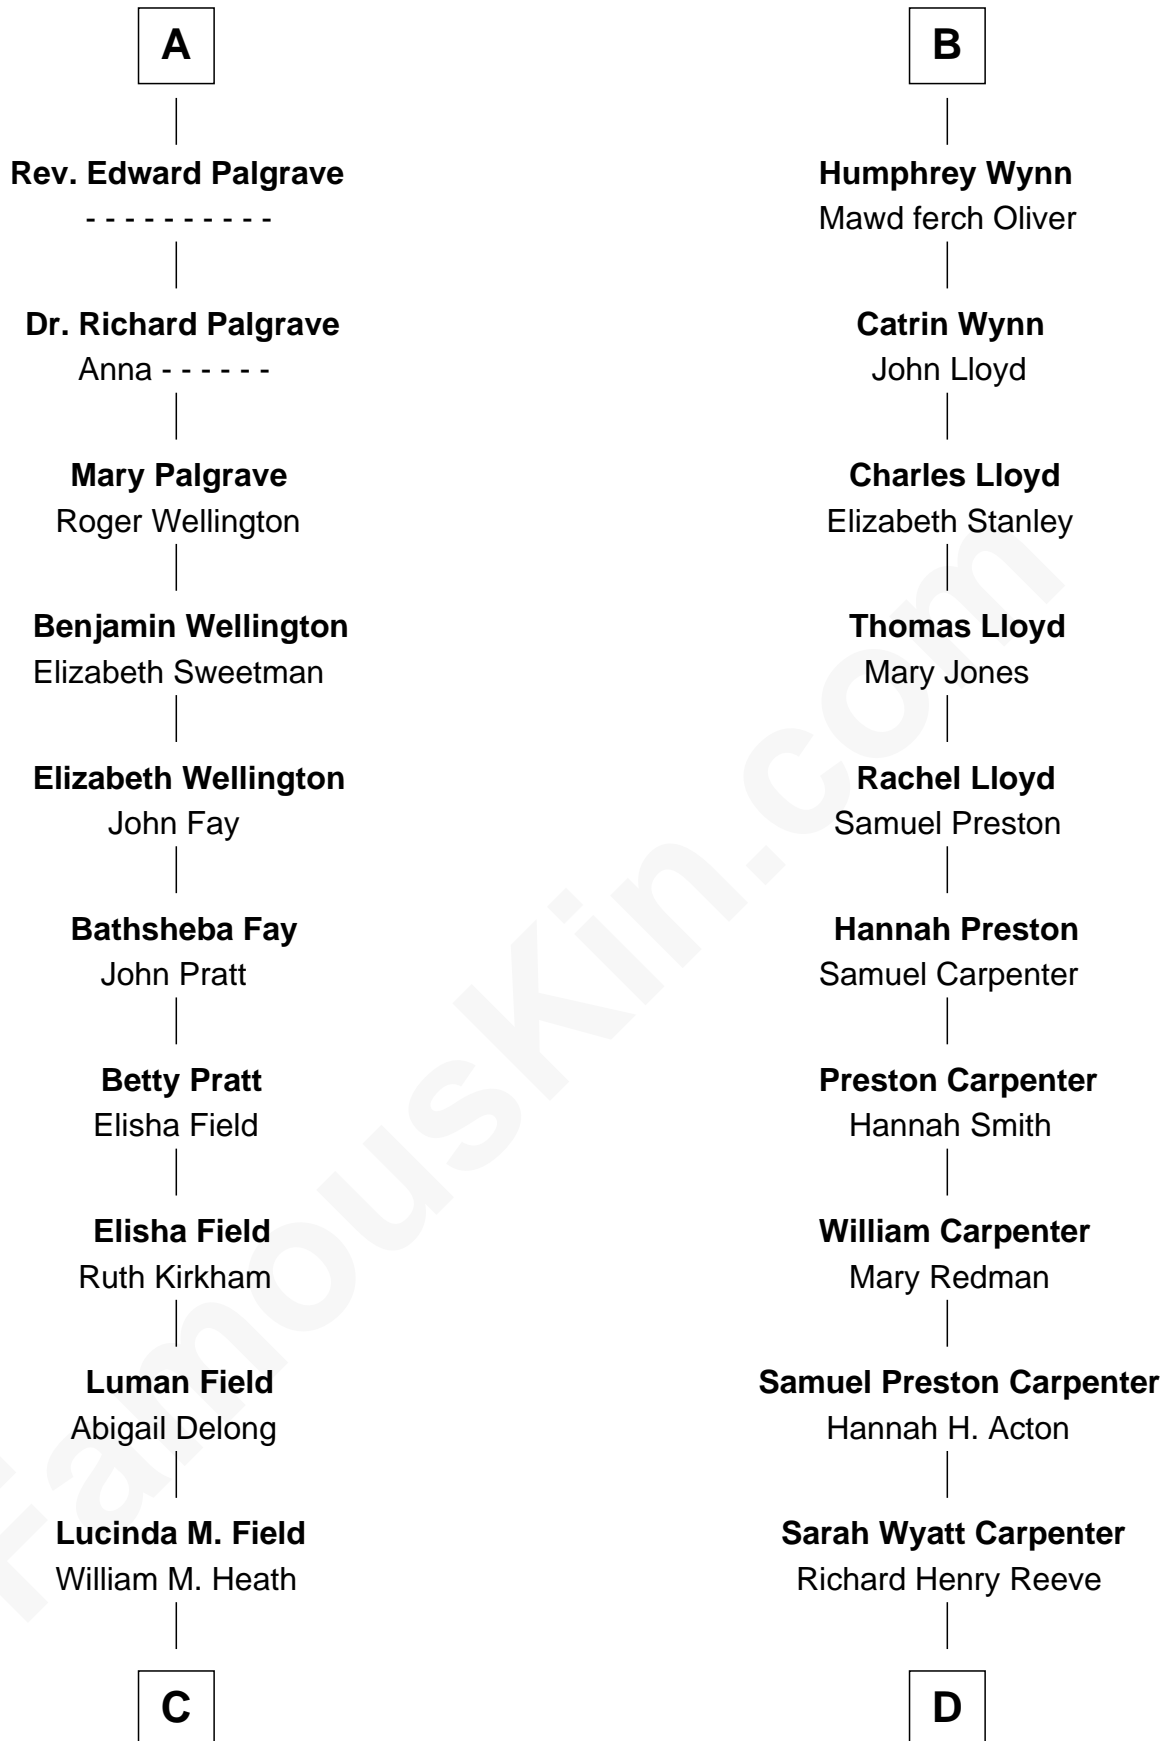 A
Rev. Edward Palgrave
- - - - - - - - - -
Dr. Richard Palgrave
Anna - - - - - -
Mary Palgrave
Roger Wellington
Benjamin Wellington
Elizabeth Sweetman
Elizabeth Wellington
John Fay
Bathsheba Fay
John Pratt
Betty Pratt
Elisha Field
Elisha Field
Ruth Kirkham
Luman Field
Abigail Delong
Lucinda M. Field
William M. Heath
C
B
Humphrey Wynn
Mawd ferch Oliver
Catrin Wynn
John Lloyd
Charles Lloyd
Elizabeth Stanley
Thomas Lloyd
Mary Jones
Rachel Lloyd
Samuel Preston
Hannah Preston
Samuel Carpenter
Preston Carpenter
Hannah Smith
William Carpenter
Mary Redman
Samuel Preston Carpenter
Hannah H. Acton
Sarah Wyatt Carpenter
Richard Henry Reeve
D
FamousKin.com